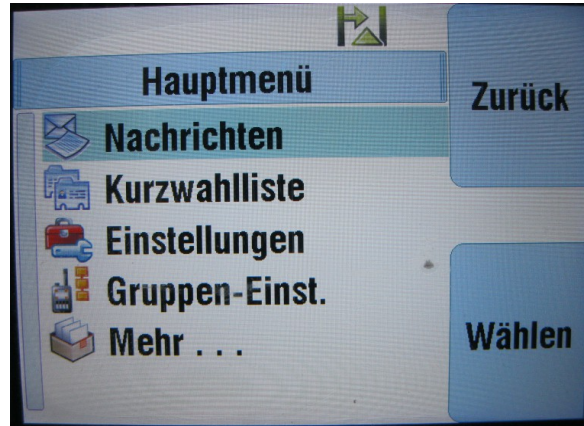 Hauptmenü
Zurück
Nachrichten
Kurzwahlliste
Einstellungen
Gruppen-Einst.
Mehr . . .
Wählen